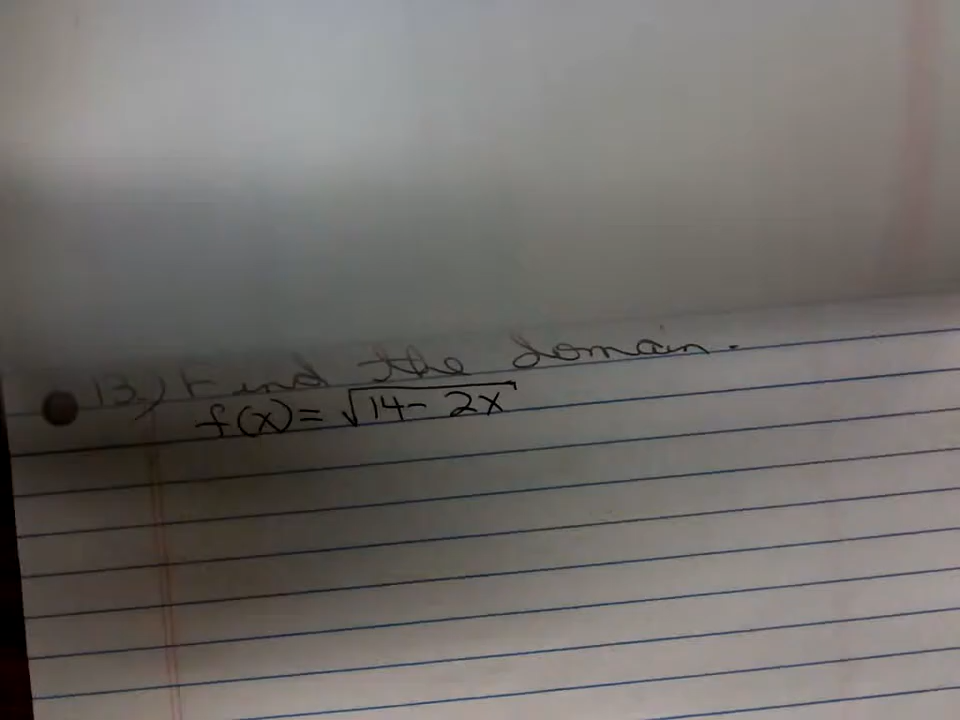 13.) Find the domain.
f(x) = √14 - 2x